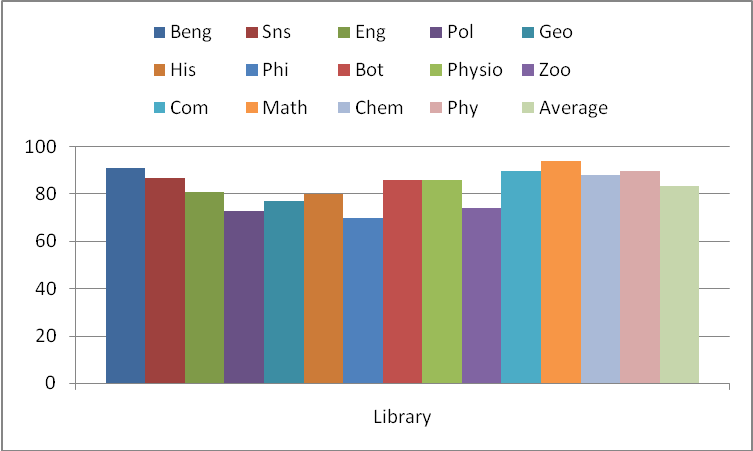 Beng Sns Eng Pol Geo
His Phi Bot Physio Zoo
Com Math Chem Phy Average
100
80
60
40
20
0
Library